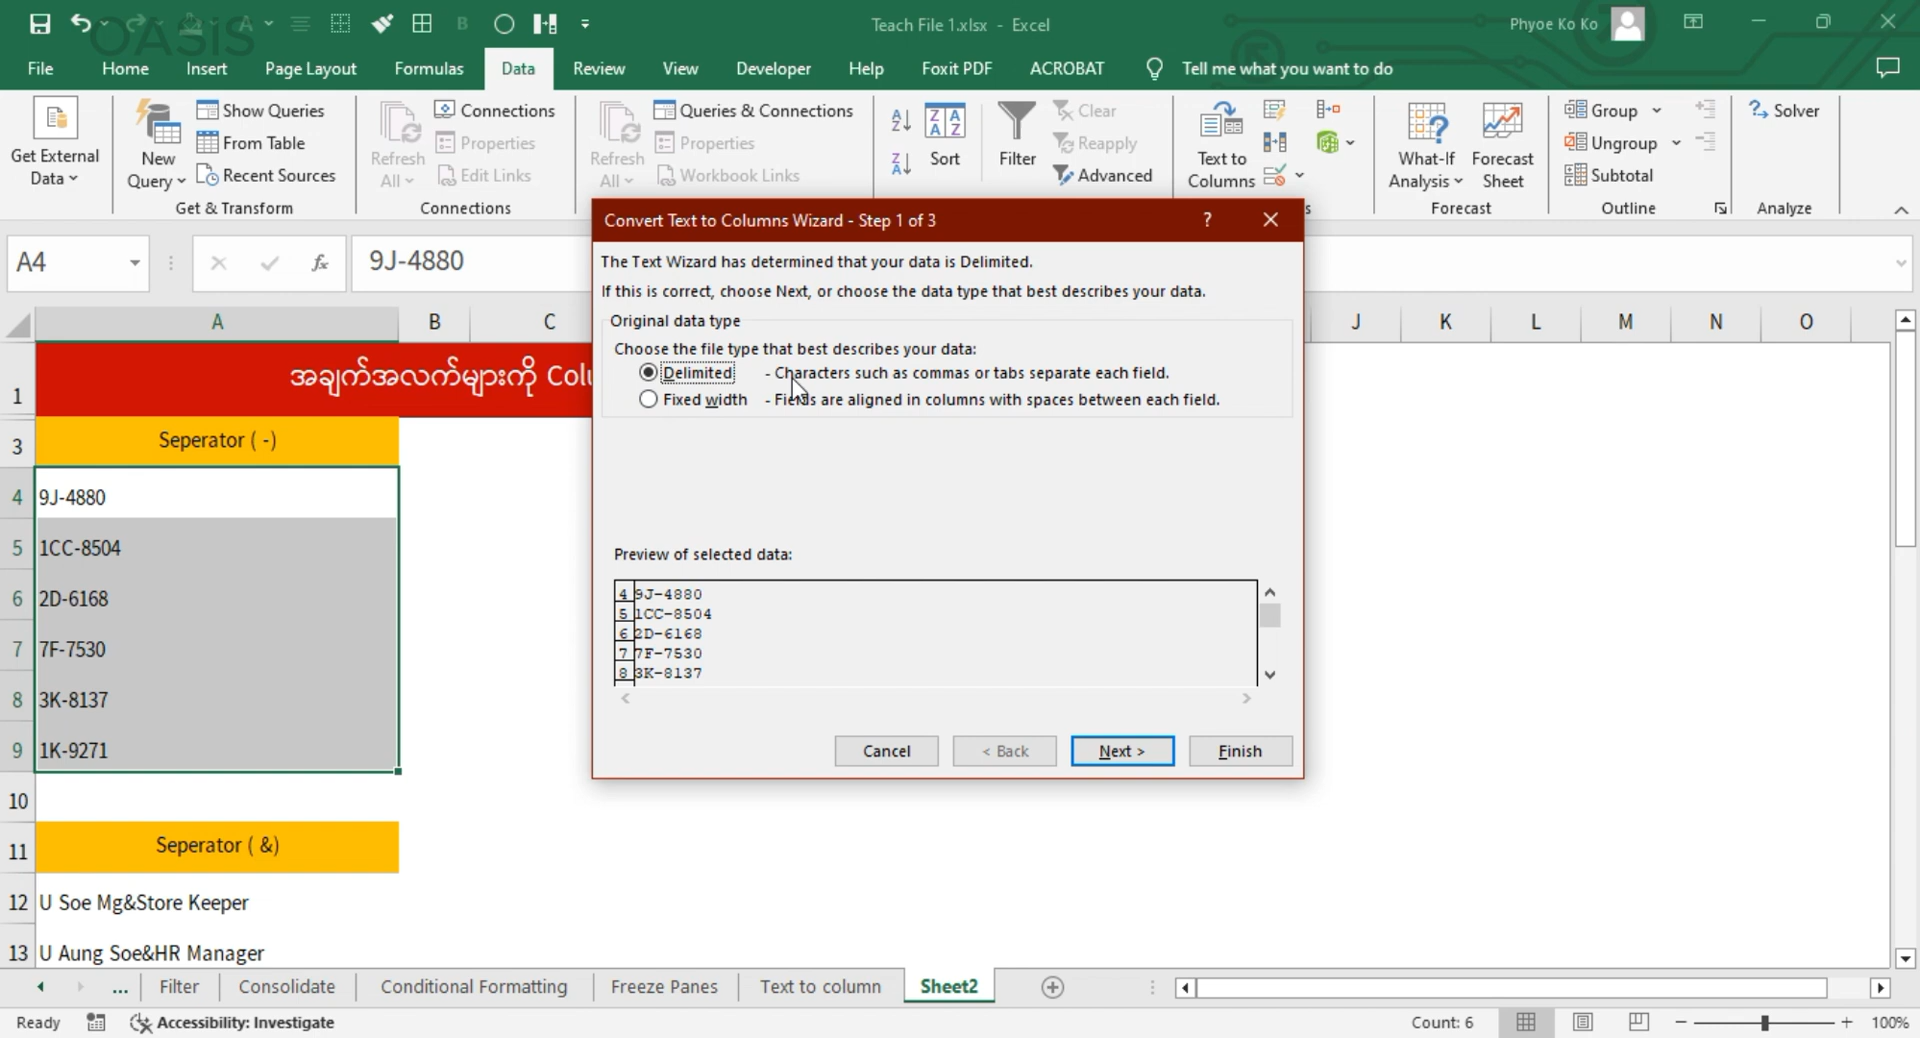 OASIS
Teach File 1.xlsx - Excel
Phyoe Ko Ko
File Home Insert Page Layout Formulas Data Review View Developer Help Foxit PDF ACROBAT Tell me what you want to do
Get External Data
New Query
Show Queries
From Table
Recent Sources
Get & Transform
Refresh All
Connections
Properties
Edit Links
Connections
Refresh All
Queries & Connections
Properties
Workbook Links
Sort
Filter
Clear
Reapply
Advanced
Text to Columns
What-If Analysis
Forecast Sheet
Forecast
Group
Ungroup
Subtotal
Outline
Solver
Analyze
A4
fx
9J-4880
Convert Text to Columns Wizard - Step 1 of 3
The Text Wizard has determined that your data is Delimited.
If this is correct, choose Next, or choose the data type that best describes your data.
Original data type
Choose the file type that best describes your data:
Delimited - Characters such as commas or tabs separate each field.
Fixed width - Fields are aligned in columns with spaces between each field.
Preview of selected data:
4 9J-4880
5 1CC-8504
6 2D-6168
7 7F-7530
8 3K-8137
Cancel < Back Next > Finish
A B C J K L M N O
1 အချက်အလက်များကို
3 Seperator ( -)
4 9J-4880
5 1CC-8504
6 2D-6168
7 7F-7530
8 3K-8137
9 1K-9271
10
11 Seperator ( &)
12 U Soe Mg&Store Keeper
13 U Aung Soe&HR Manager
... Filter Consolidate Conditional Formatting Freeze Panes Text to column Sheet2
Ready Accessibility: Investigate Count: 6 100%